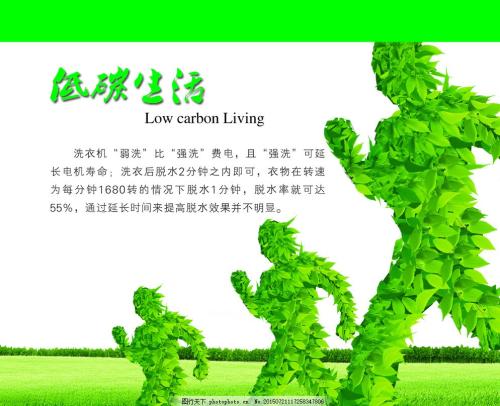 低碳生活
Low carbon Living
洗衣机“弱洗”比“强洗”费电，且“强洗”可延
长电机寿命；洗衣后脱水2分钟之内即可，衣物在转速
为每分钟1680转的情况下脱水1分钟，脱水率就可达
55%，通过延长时间来提高脱水效果并不明显。
图行天下 photophoto.cn No.20150721117258347806